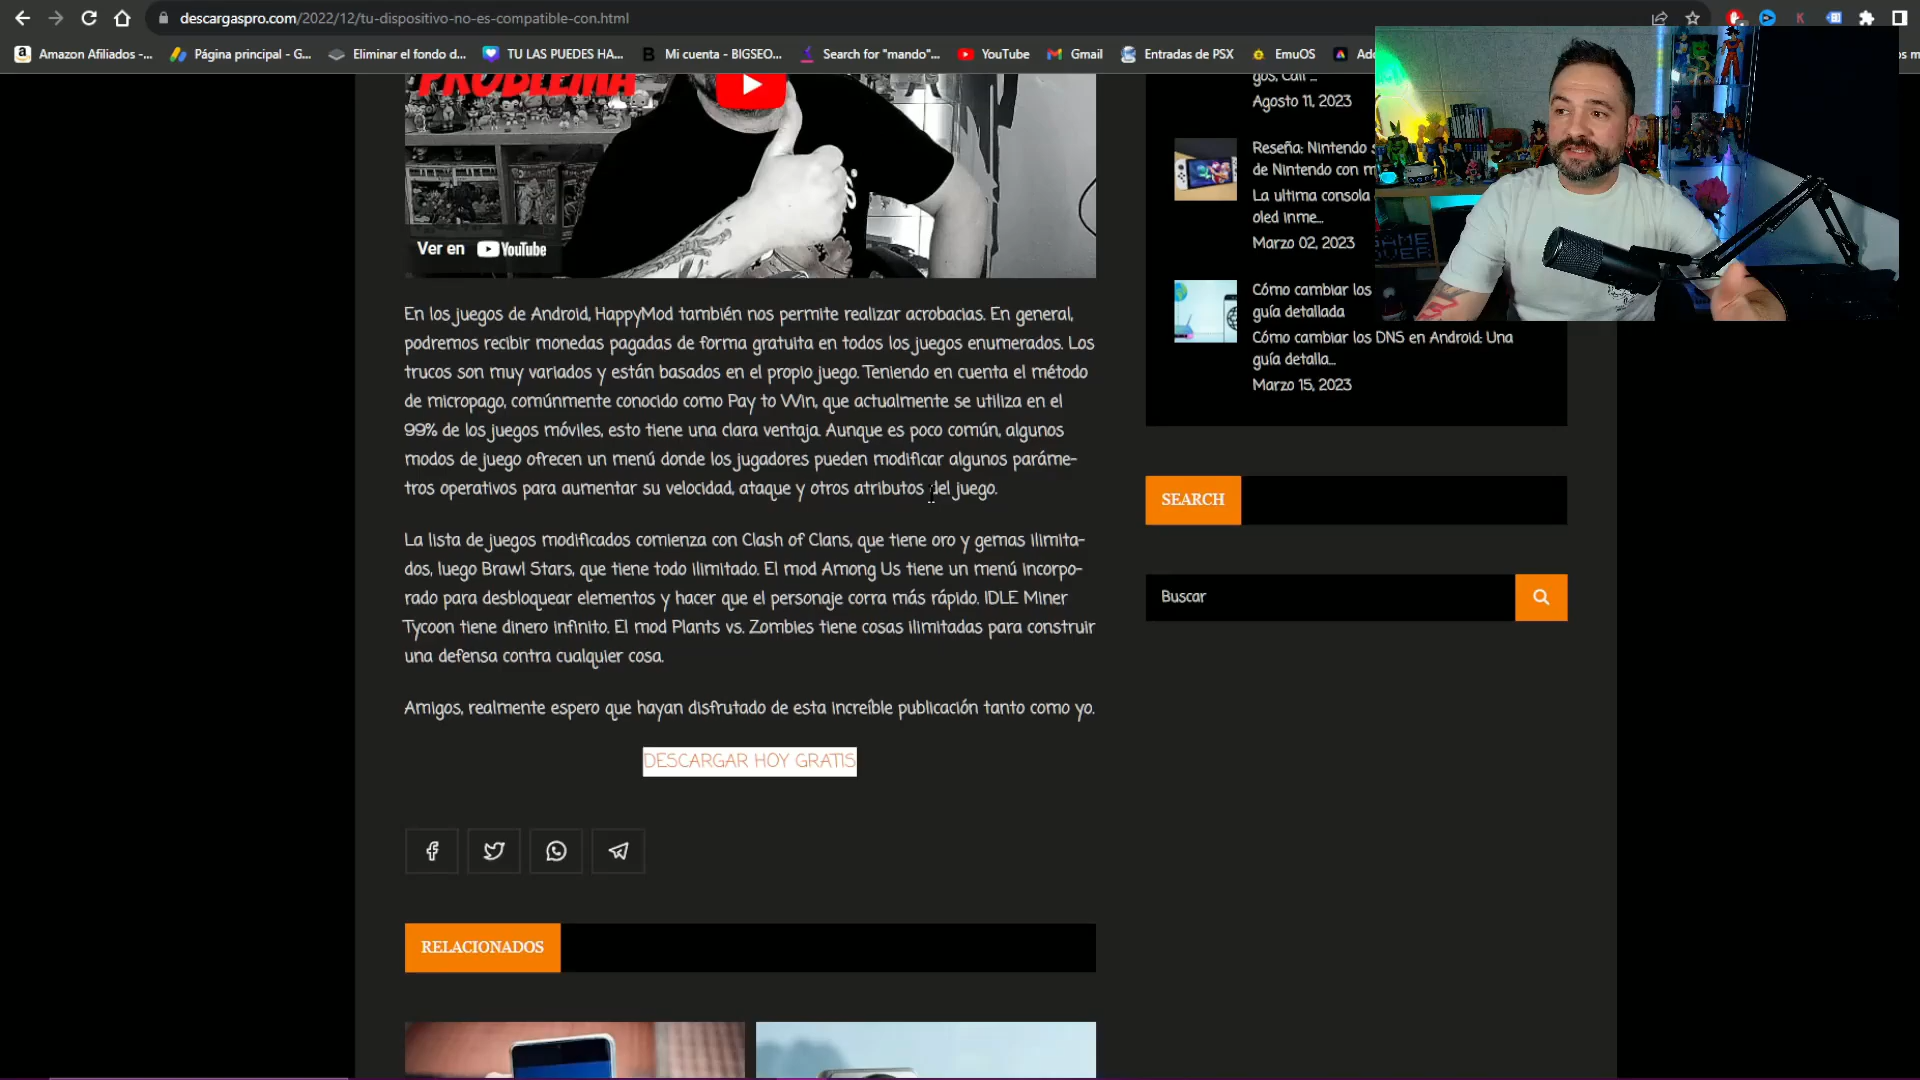 descargaspro.com/2022/12/tu-dispositivo-no-es-compatible-con.html
Amazon Afiliados -...
Página principal - G...
Eliminar el fondo d...
TU LAS PUEDES HA...
Mi cuenta - BIGSEO...
Search for "mando"...
YouTube
Gmail
Entradas de PSX
EmuOS
PROBLEMA
Ver en YouTube
En los juegos de Android, HappyMod también nos permite realizar acrobacias. En general,
podremos recibir monedas pagadas de forma gratuita en todos los juegos enumerados. Los
trucos son muy variados y están basados en el propio juego. Teniendo en cuenta el método
de micropago, comúnmente conocido como Pay to Win, que actualmente se utiliza en el
99% de los juegos móviles, esto tiene una clara ventaja. Aunque es poco común, algunos
modos de juego ofrecen un menú donde los jugadores pueden modificar algunos paráme-
tros operativos para aumentar su velocidad, ataque y otros atributos del juego.
La lista de juegos modificados comienza con Clash of Clans, que tiene oro y gemas ilimita-
dos, luego Brawl Stars, que tiene todo ilimitado. El mod Among Us tiene un menú incorpo-
rado para desbloquear elementos y hacer que el personaje corra más rápido. IDLE Miner
Tycoon tiene dinero infinito. El mod Plants vs. Zombies tiene cosas ilimitadas para construir
una defensa contra cualquier cosa.
Amigos, realmente espero que hayan disfrutado de esta increíble publicación tanto como yo.
DESCARGAR HOY GRATIS
RELACIONADOS
gos, Call ...
Agosto 11, 2023
Reseña: Nintendo
de Nintendo con
La ultima consola
oled inme...
Marzo 02, 2023
Cómo cambiar los
guía detallada
Cómo cambiar los DNS en Android: Una
guía detalla...
Marzo 15, 2023
SEARCH
Buscar
GAME
OVER